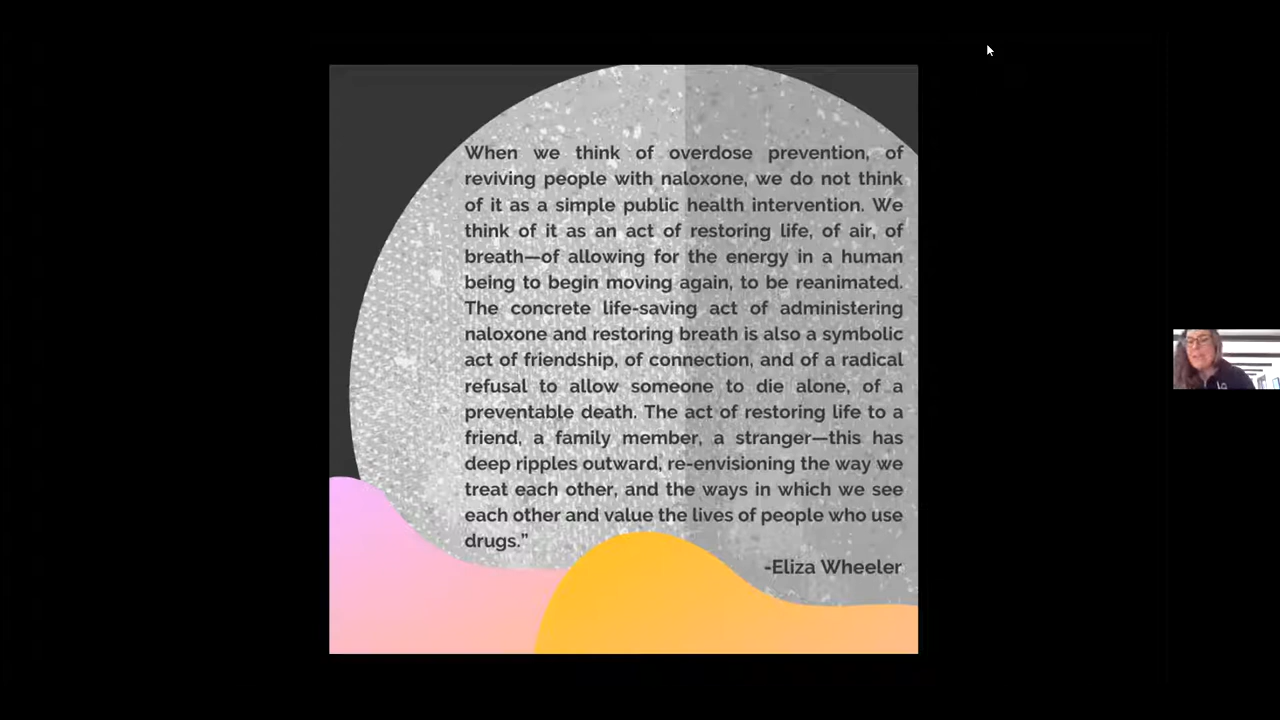 When we think of overdose prevention, of
reviving people with naloxone, we do not think
of it as a simple public health intervention. We
think of it as an act of restoring life, of air, of
breath—of allowing for the energy in a human
being to begin moving again, to be reanimated.
The concrete life-saving act of administering
naloxone and restoring breath is also a symbolic
act of friendship, of connection, and of a radical
refusal to allow someone to die alone, of a
preventable death. The act of restoring life to a
friend, a family member, a stranger—this has
deep ripples outward, re-envisioning the way we
treat each other, and the ways in which we see
each other and value the lives of people who use
drugs.”
-Eliza Wheeler